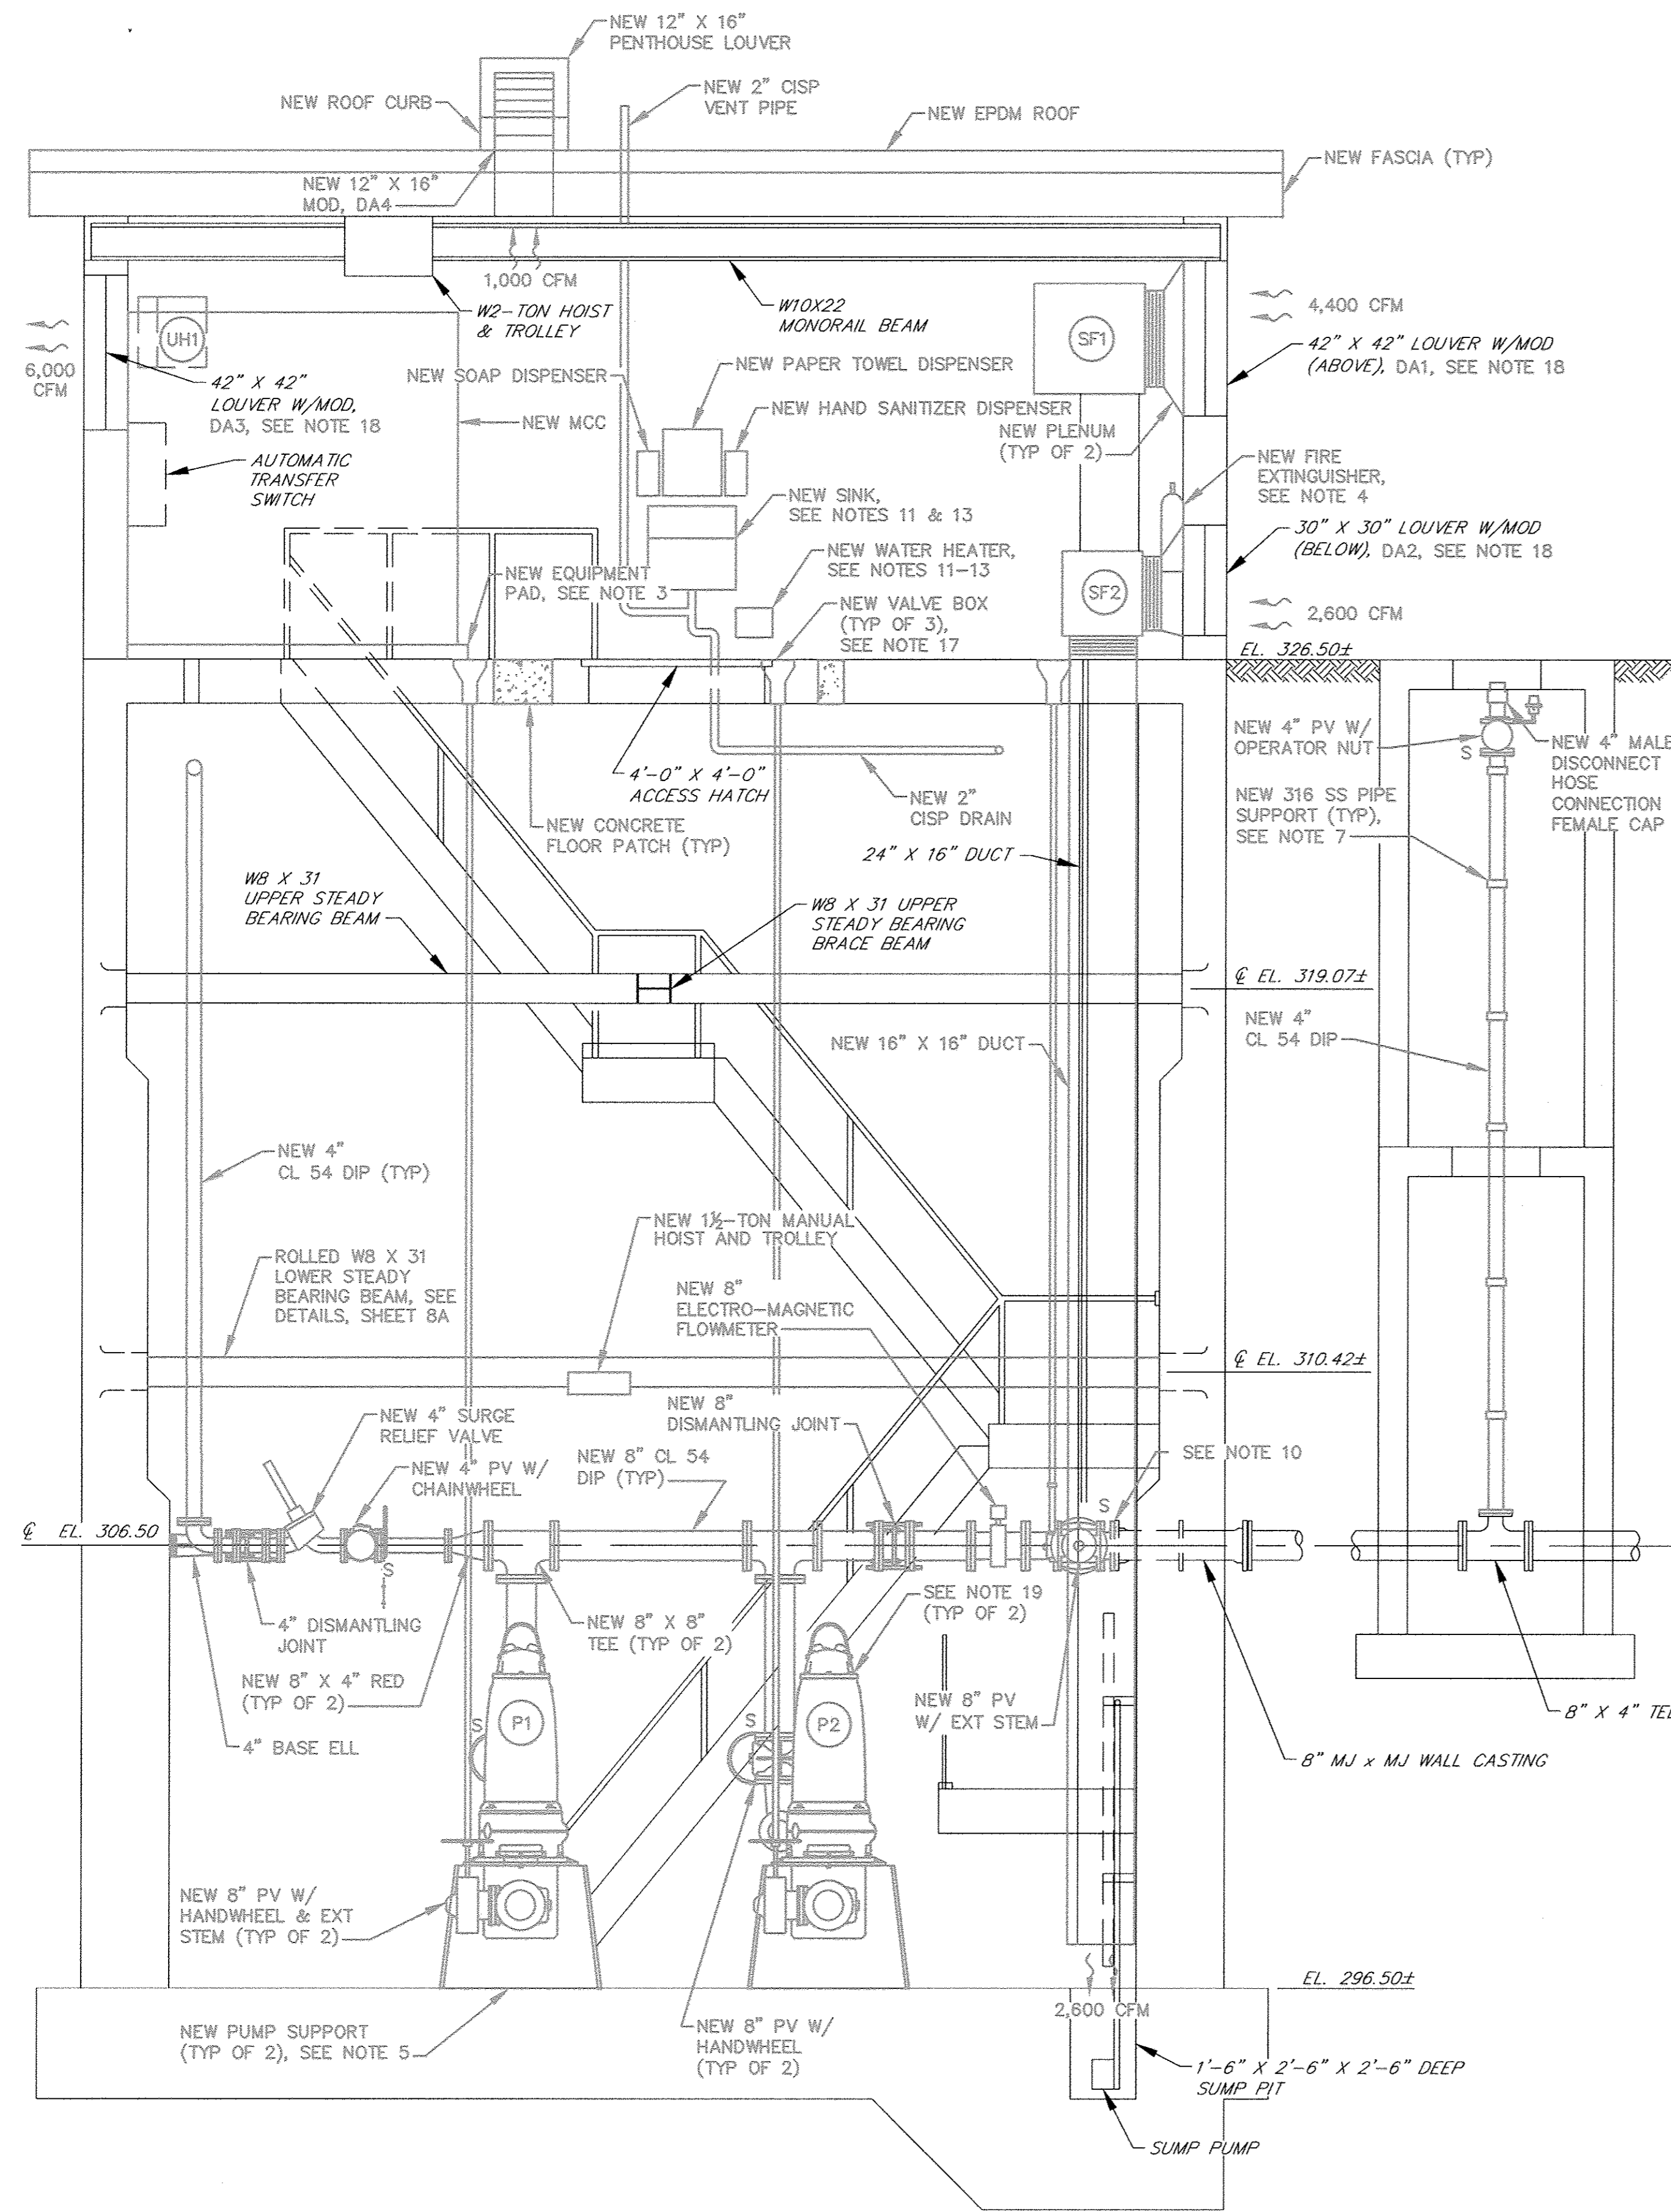 NEW 12" X 16"
PENTHOUSE LOUVER
NEW ROOF CURB
NEW 2" CISP
VENT PIPE
NEW EPDM ROOF
NEW FASCIA (TYP)
NEW 12" X 16"
MOD, DA4
1,000 CFM
W2-TON HOIST
& TROLLEY
W10X22
MONORAIL BEAM
UH1
6,000
CFM
42" X 42"
LOUVER W/MOD,
DA3, SEE NOTE 18
SF1
4,400 CFM
42" X 42" LOUVER W/MOD
(ABOVE), DA1, SEE NOTE 18
NEW PAPER TOWEL DISPENSER
NEW SOAP DISPENSER
NEW HAND SANITIZER DISPENSER
NEW MCC
NEW PLENUM
(TYP OF 2)
AUTOMATIC
TRANSFER
SWITCH
NEW FIRE
EXTINGUISHER,
SEE NOTE 4
NEW SINK,
SEE NOTES 11 & 13
30" X 30" LOUVER W/MOD
(BELOW), DA2, SEE NOTE 18
NEW WATER HEATER,
SEE NOTES 11-13
NEW EQUIPMENT
PAD, SEE NOTE 3
SF2
NEW VALVE BOX
(TYP OF 3),
SEE NOTE 17
2,600 CFM
EL. 326.50±
NEW 4" PV W/
OPERATOR NUT
S
NEW 4" MALE
DISCONNECT
HOSE
CONNECTION
FEMALE CAP
4'-0" X 4'-0"
ACCESS HATCH
NEW 2"
CISP DRAIN
NEW 316 SS PIPE
SUPPORT (TYP),
SEE NOTE 7
NEW CONCRETE
FLOOR PATCH (TYP)
24" X 16" DUCT
W8 X 31
UPPER STEADY
BEARING BEAM
W8 X 31 UPPER
STEADY BEARING
BRACE BEAM
℄ EL. 319.07±
NEW 4"
CL 54 DIP
NEW 16" X 16" DUCT
NEW 4"
CL 54 DIP (TYP)
NEW 1½-TON MANUAL
HOIST AND TROLLEY
ROLLED W8 X 31
LOWER STEADY
BEARING BEAM, SEE
DETAILS, SHEET 8A
NEW 8"
ELECTRO-MAGNETIC
FLOWMETER
℄ EL. 310.42±
NEW 4" SURGE
RELIEF VALVE
NEW 8"
DISMANTLING JOINT
NEW 4" PV W/
CHAINWHEEL
NEW 8" CL 54
DIP (TYP)
SEE NOTE 10
S
℄ EL. 306.50
S
4" DISMANTLING
JOINT
NEW 8" X 8"
TEE (TYP OF 2)
SEE NOTE 19
(TYP OF 2)
NEW 8" X 4" RED
(TYP OF 2)
4" BASE ELL
S
P1
S
P2
NEW 8" PV
W/ EXT STEM
8" X 4" TEE
8" MJ x MJ WALL CASTING
NEW 8" PV W/
HANDWHEEL & EXT
STEM (TYP OF 2)
EL. 296.50±
2,600 CFM
NEW PUMP SUPPORT
(TYP OF 2), SEE NOTE 5
NEW 8" PV W/
HANDWHEEL
(TYP OF 2)
1'-6" X 2'-6" X 2'-6" DEEP
SUMP PIT
SUMP PUMP